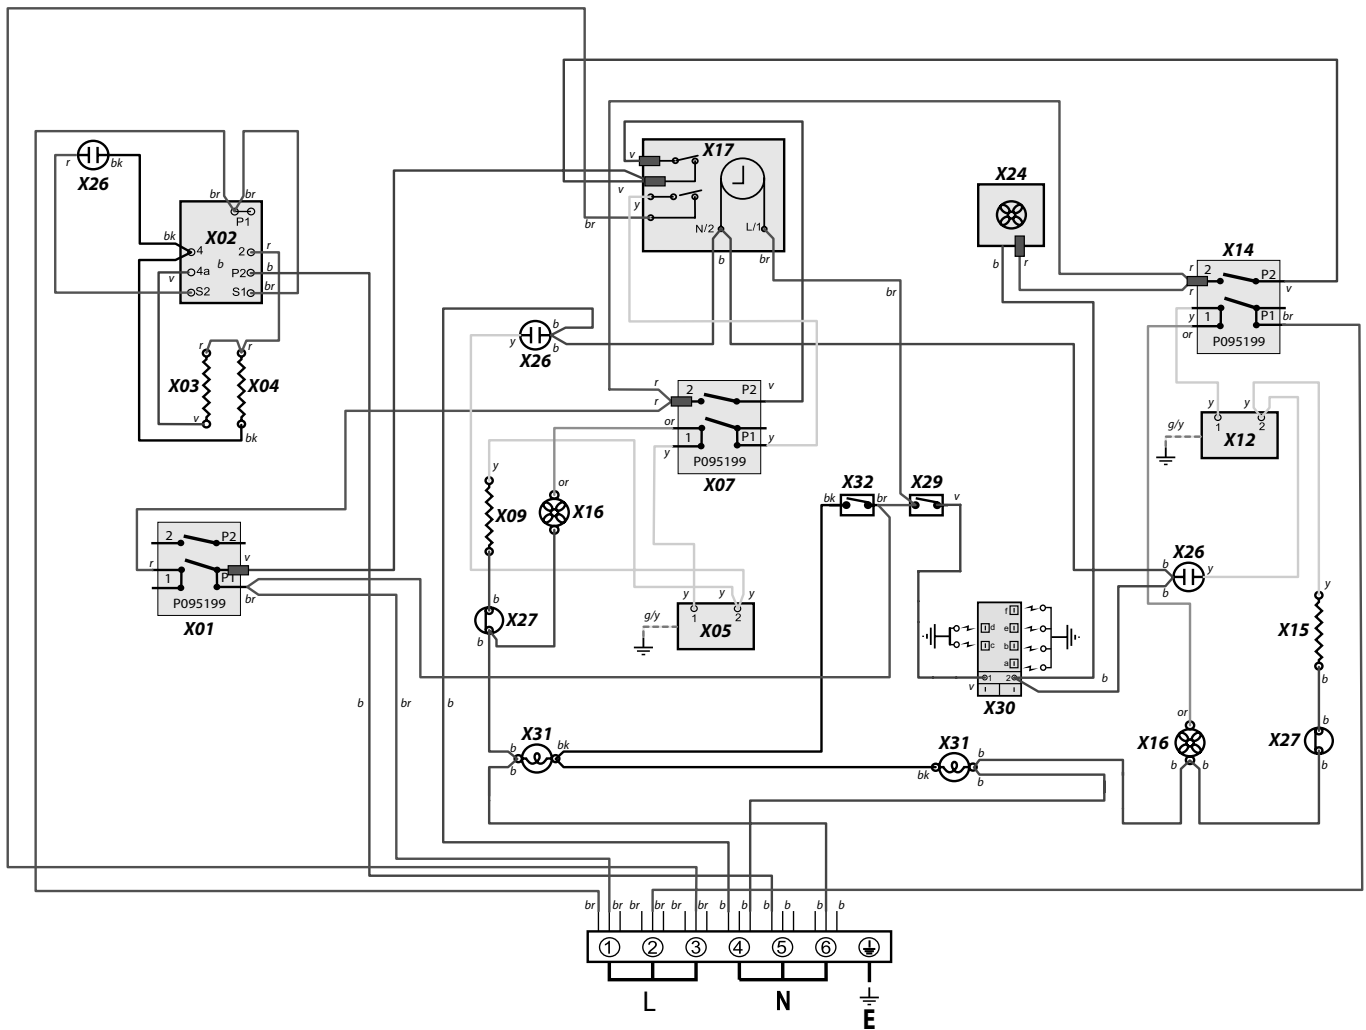 X17
v
v
y
br
N/2
L/1
b
br
br
X26
r
bk
br
br
P1
X02
bk
4
2
r
b
4a
P2
b
v
S2
S1
br
r
r
X03
X04
v
bk
X24
b
r
X14
r
2
P2
r
v
y
1
P1
br
or
P095199
b
y
b
X26
r
2
P2
v
r
or
1
P1
y
y
P095199
X07
y
y
g/y
1
2
X12
y
X09
or
X16
bk
X32
br
X29
v
2
P2
v
r
1
P1
br
P095199
X01
b
X27
b
y
y
y
g/y
1
2
X05
X26
b
y
b
f
d
e
c
b
a
1
2
v
b
X30
y
X15
b
b
br
b
X31
b
bk
b
X31
b
bk
b
or
X16
b
b
b
X27
b
br
br
br
br
br
br
b
b
b
b
b
b
1
2
3
4
5
6
L
N
E